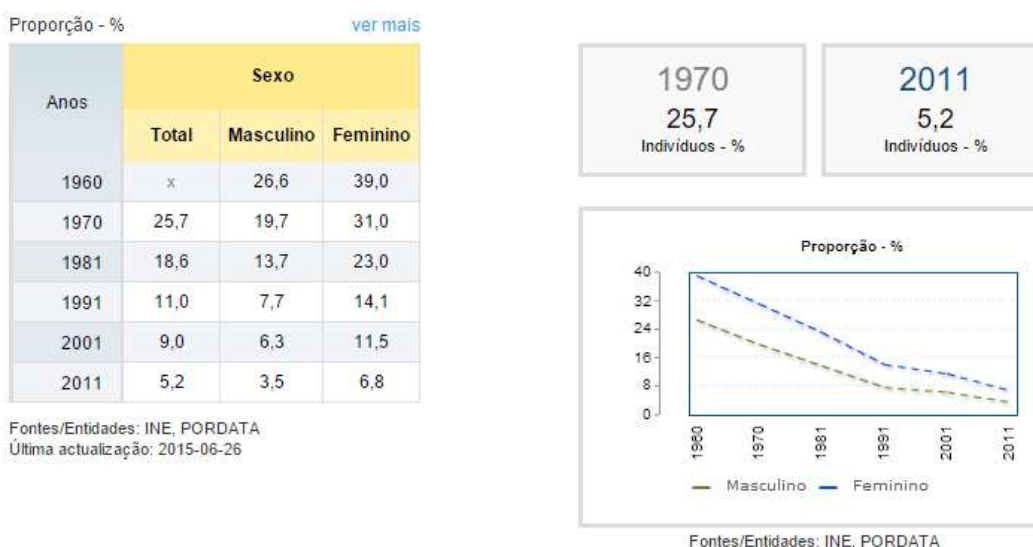 Proporção - % ver mais
Anos Sexo
Total Masculino Feminino
1960 x 26,6 39,0
1970 25,7 19,7 31,0
1981 18,6 13,7 23,0
1991 11,0 7,7 14,1
2001 9,0 6,3 11,5
2011 5,2 3,5 6,8
Fontes/Entidades: INE, PORDATA
Última actualização: 2015-06-26
1970
25,7
Indivíduos - %
2011
5,2
Indivíduos - %
Proporção - %
40
32
24
16
8
0
1960 1970 1981 1991 2001 2011
Masculino Feminino
Fontes/Entidades: INE, PORDATA